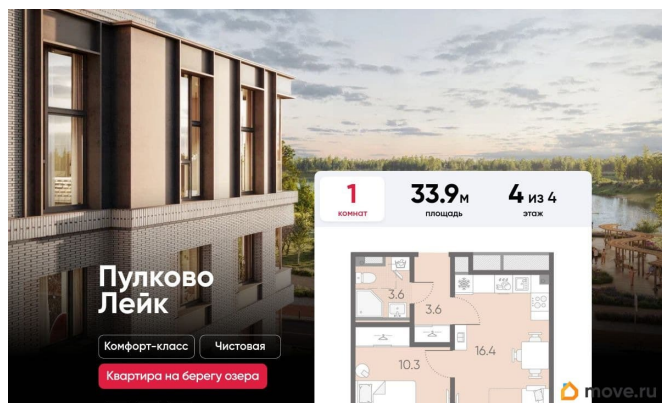 1
комнат
33.9м
площадь
4 из 4
этаж
Пулково
Лейк
Комфорт-класс
Чистовая
Квартира на берегу озера
3.6
3.6
10.3
16.4
move.ru